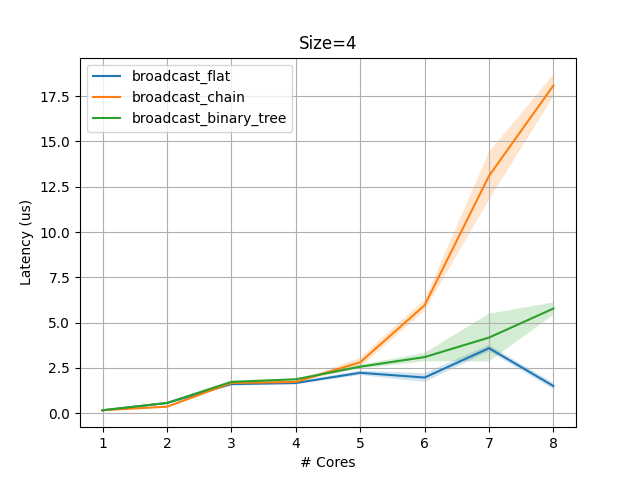 Size=4
broadcast_flat
broadcast_chain
broadcast_binary_tree
Latency (us)
17.5
15.0
12.5
10.0
7.5
5.0
2.5
0.0
1 2 3 4 5 6 7 8
# Cores